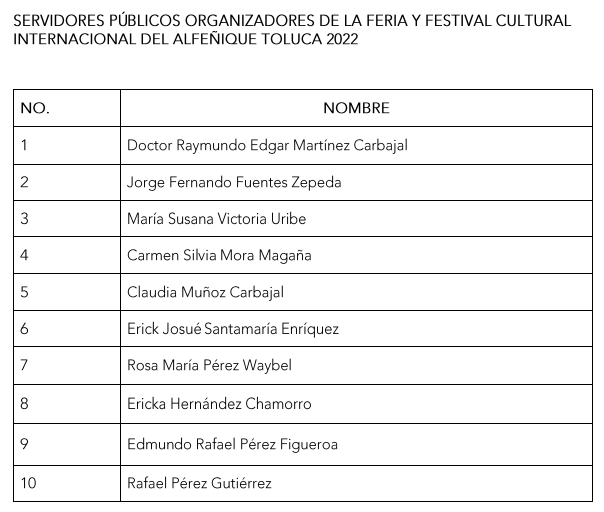 SERVIDORES PÚBLICOS ORGANIZADORES DE LA FERIA Y FESTIVAL CULTURAL
INTERNACIONAL DEL ALFEÑIQUE TOLUCA 2022
NO. NOMBRE
1 Doctor Raymundo Edgar Martínez Carbajal
2 Jorge Fernando Fuentes Zepeda
3 María Susana Victoria Uribe
4 Carmen Silvia Mora Magaña
5 Claudia Muñoz Carbajal
6 Erick Josué Santamaría Enríquez
7 Rosa María Pérez Waybel
8 Ericka Hernández Chamorro
9 Edmundo Rafael Pérez Figueroa
10 Rafael Pérez Gutiérrez